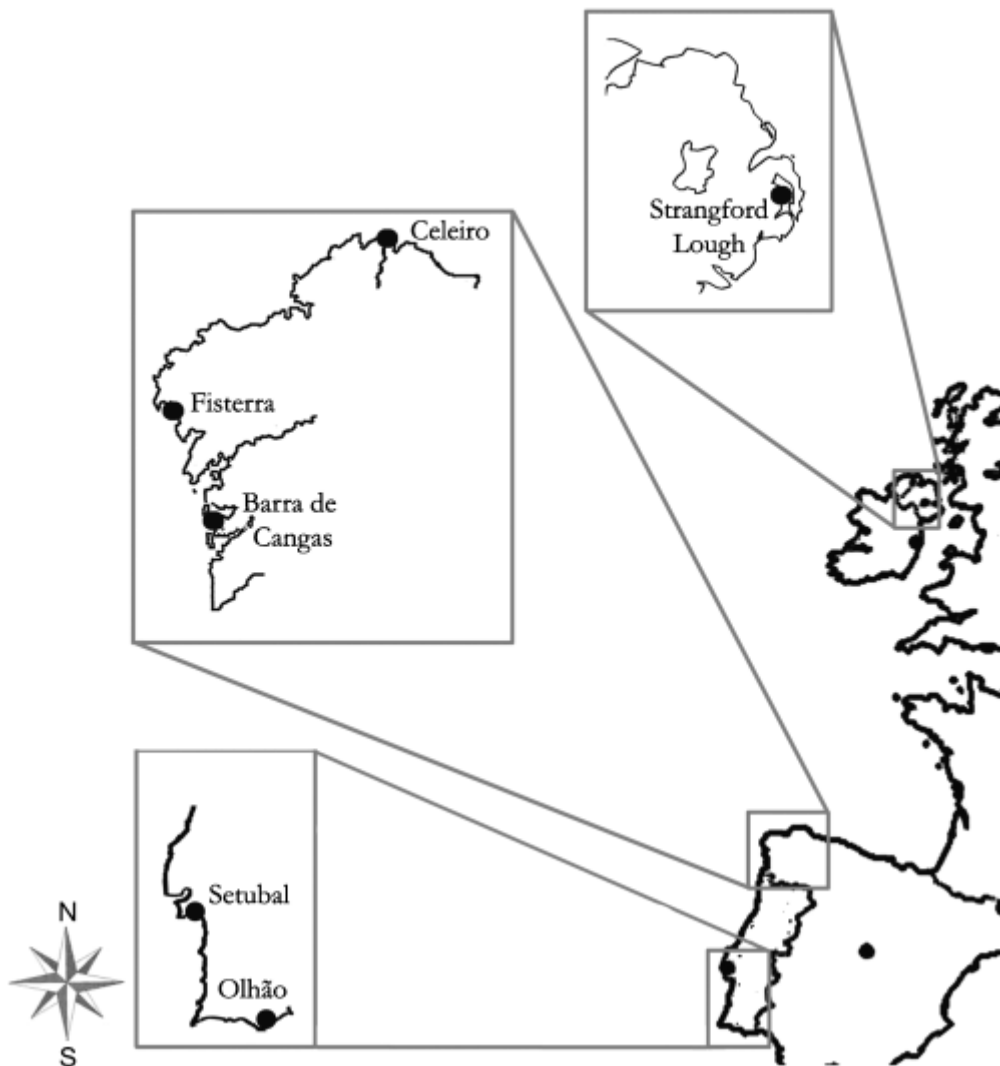 Strangford
Lough
Celeiro
Fisterra
Barra de
Cangas
Setubal
Olhão
N
S